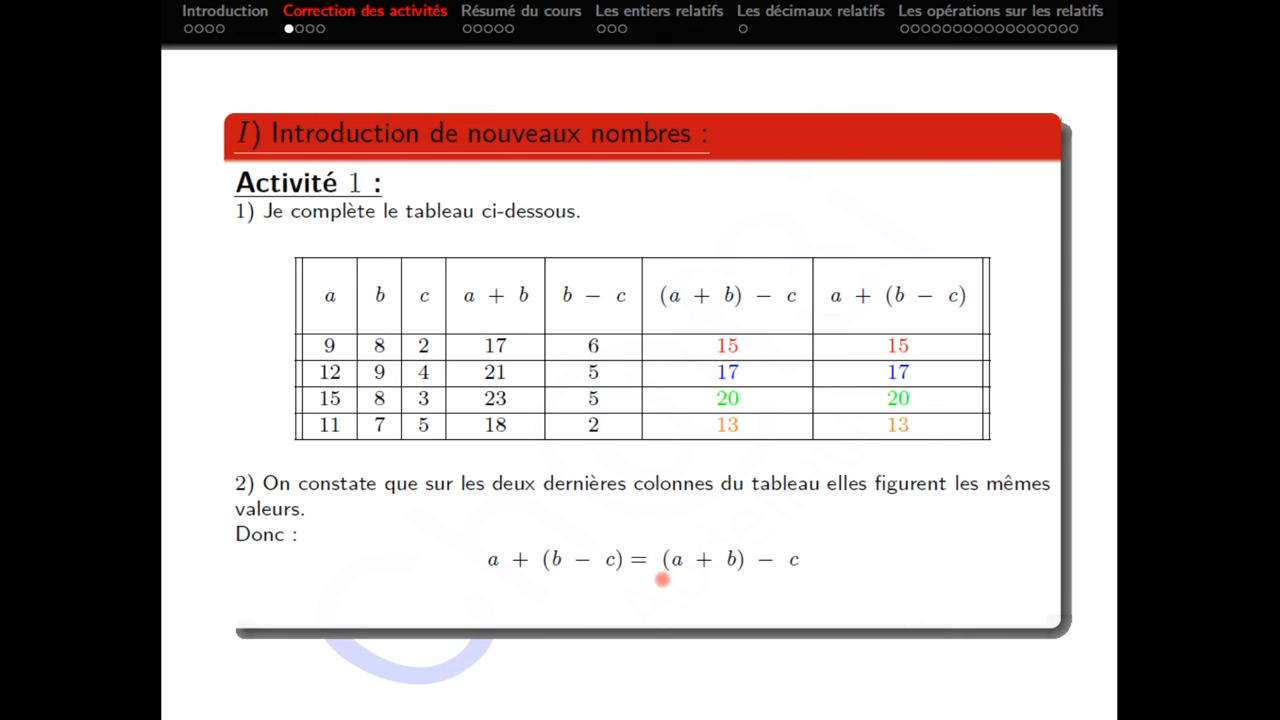 Introduction Correction des activités Résumé du cours Les entiers relatifs Les décimaux relatifs Les opérations sur les relatifs
I) Introduction de nouveaux nombres :
Activité 1 :
1) Je complète le tableau ci-dessous.
a b c a + b b − c (a + b) − c a + (b − c)
9 8 2 17 6 15 15
12 9 4 21 5 17 17
15 8 3 23 5 20 20
11 7 5 18 2 13 13
2) On constate que sur les deux dernières colonnes du tableau elles figurent les mêmes
valeurs.
Donc :
a + (b − c) = (a + b) − c